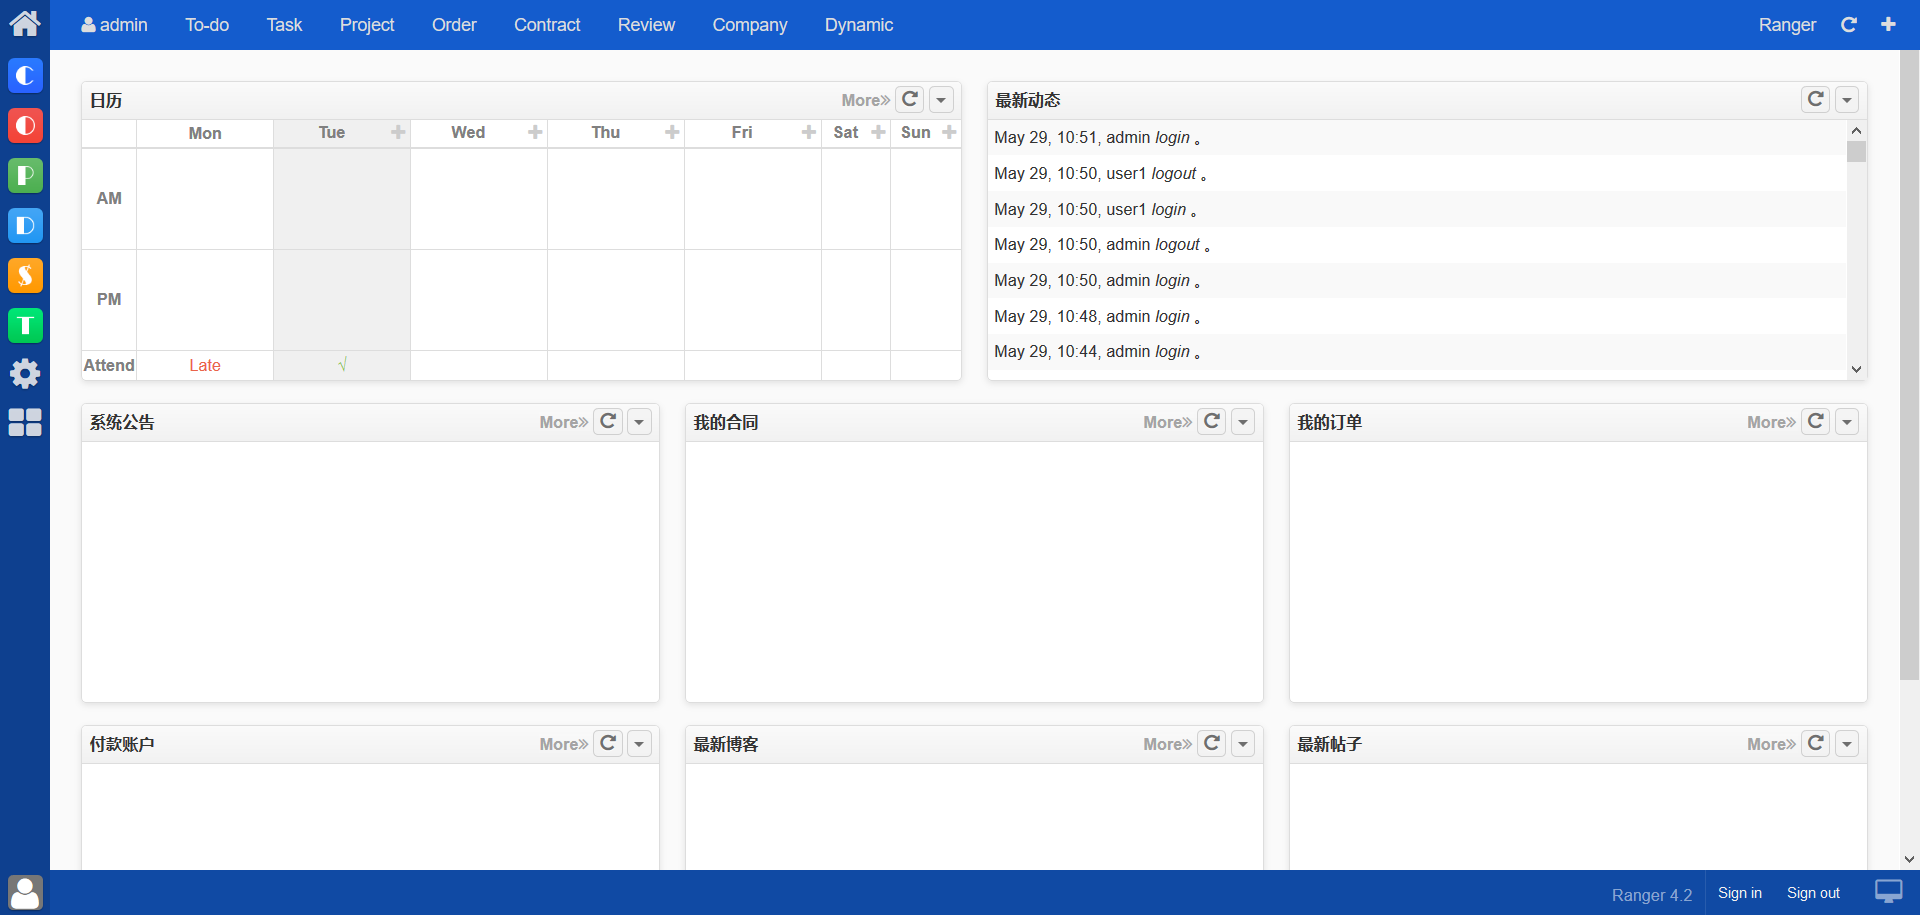 admin To-do Task Project Order Contract Review Company Dynamic Ranger
日历 More»
Mon Tue Wed Thu Fri Sat Sun
AM
PM
Attend Late √
最新动态
May 29, 10:51, admin login 。
May 29, 10:50, user1 logout 。
May 29, 10:50, user1 login 。
May 29, 10:50, admin logout 。
May 29, 10:50, admin login 。
May 29, 10:48, admin login 。
May 29, 10:44, admin login 。
系统公告 More»
我的合同 More»
我的订单 More»
付款账户 More»
最新博客 More»
最新帖子 More»
C
O
P
D
$
T
Ranger 4.2 Sign in Sign out